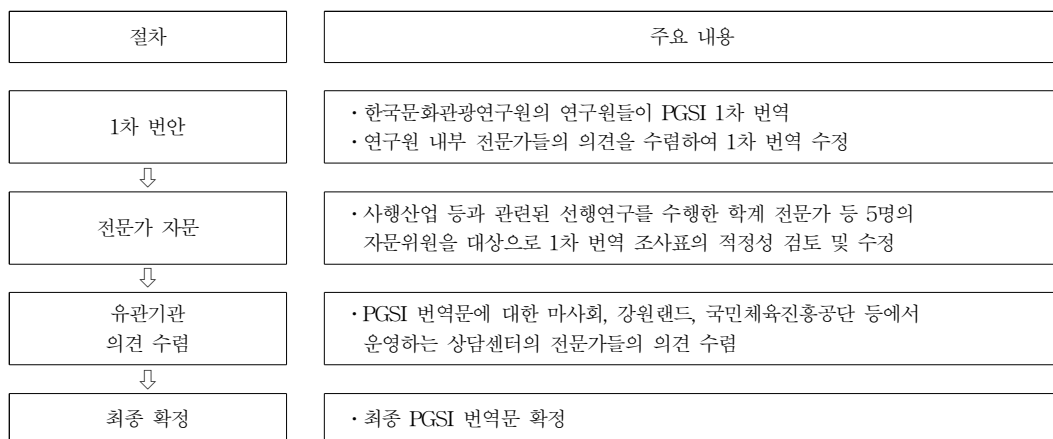 절차
주요 내용
1차 번안
・한국문화관광연구원의 연구원들이 PGSI 1차 번역
・연구원 내부 전문가들의 의견을 수렴하여 1차 번역 수정
⇩
전문가 자문
・사행산업 등과 관련된 선행연구를 수행한 학계 전문가 등 5명의
자문위원을 대상으로 1차 번역 조사표의 적정성 검토 및 수정
⇩
유관기관
의견 수렴
・PGSI 번역문에 대한 마사회, 강원랜드, 국민체육진흥공단 등에서
운영하는 상담센터의 전문가들의 의견 수렴
⇩
최종 확정
・최종 PGSI 번역문 확정